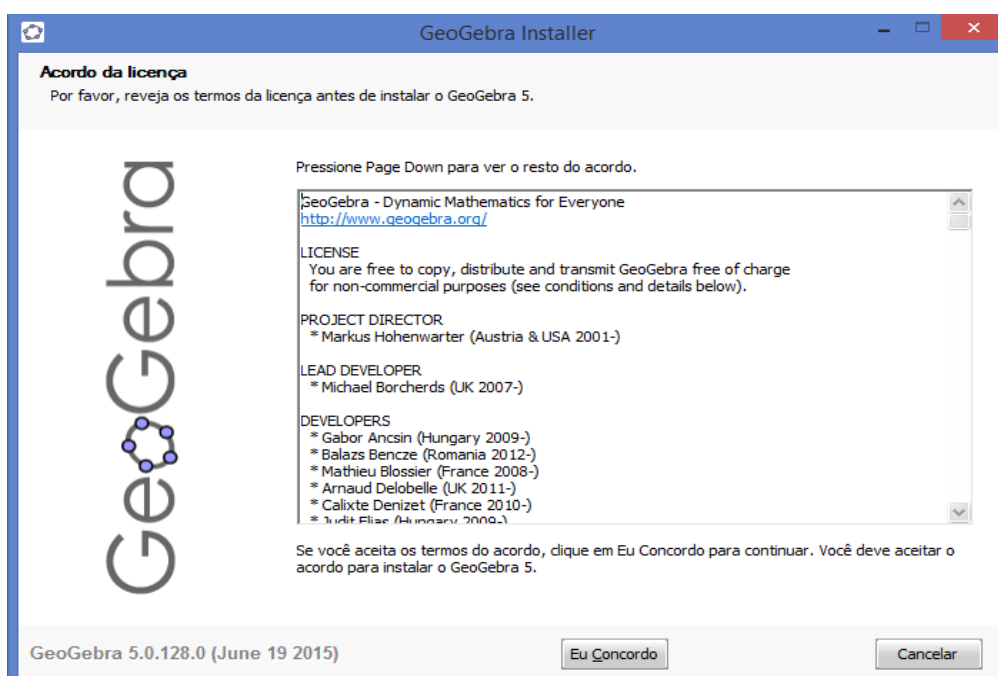 GeoGebra Installer
Acordo da licença
Por favor, reveja os termos da licença antes de instalar o GeoGebra 5.
GeoGebra
Pressione Page Down para ver o resto do acordo.
GeoGebra - Dynamic Mathematics for Everyone
http://www.geogebra.org/
LICENSE
You are free to copy, distribute and transmit GeoGebra free of charge
for non-commercial purposes (see conditions and details below).
PROJECT DIRECTOR
* Markus Hohenwarter (Austria & USA 2001-)
LEAD DEVELOPER
* Michael Borcherds (UK 2007-)
DEVELOPERS
* Gabor Ancsin (Hungary 2009-)
* Balazs Bencze (Romania 2012-)
* Mathieu Blossier (France 2008-)
* Arnaud Delobelle (UK 2011-)
* Calixte Denizet (France 2010-)
* Judit Elias (Hungary 2009-)
Se você aceita os termos do acordo, clique em Eu Concordo para continuar. Você deve aceitar o
acordo para instalar o GeoGebra 5.
GeoGebra 5.0.128.0 (June 19 2015)
Eu Concordo
Cancelar